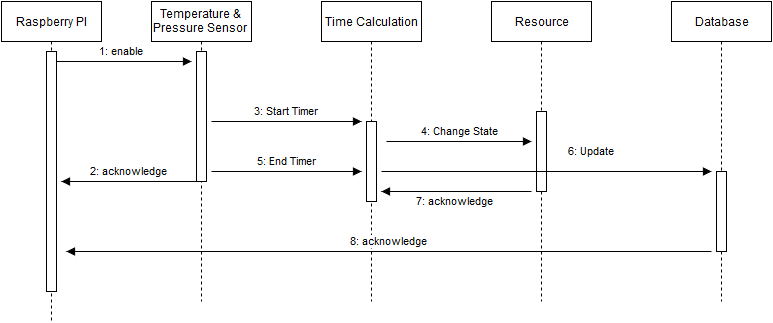 Raspberry PI
Temperature &
Pressure Sensor
Time Calculation
Resource
Database
1: enable
3: Start Timer
4: Change State
6: Update
5: End Timer
2: acknowledge
7: acknowledge
8: acknowledge